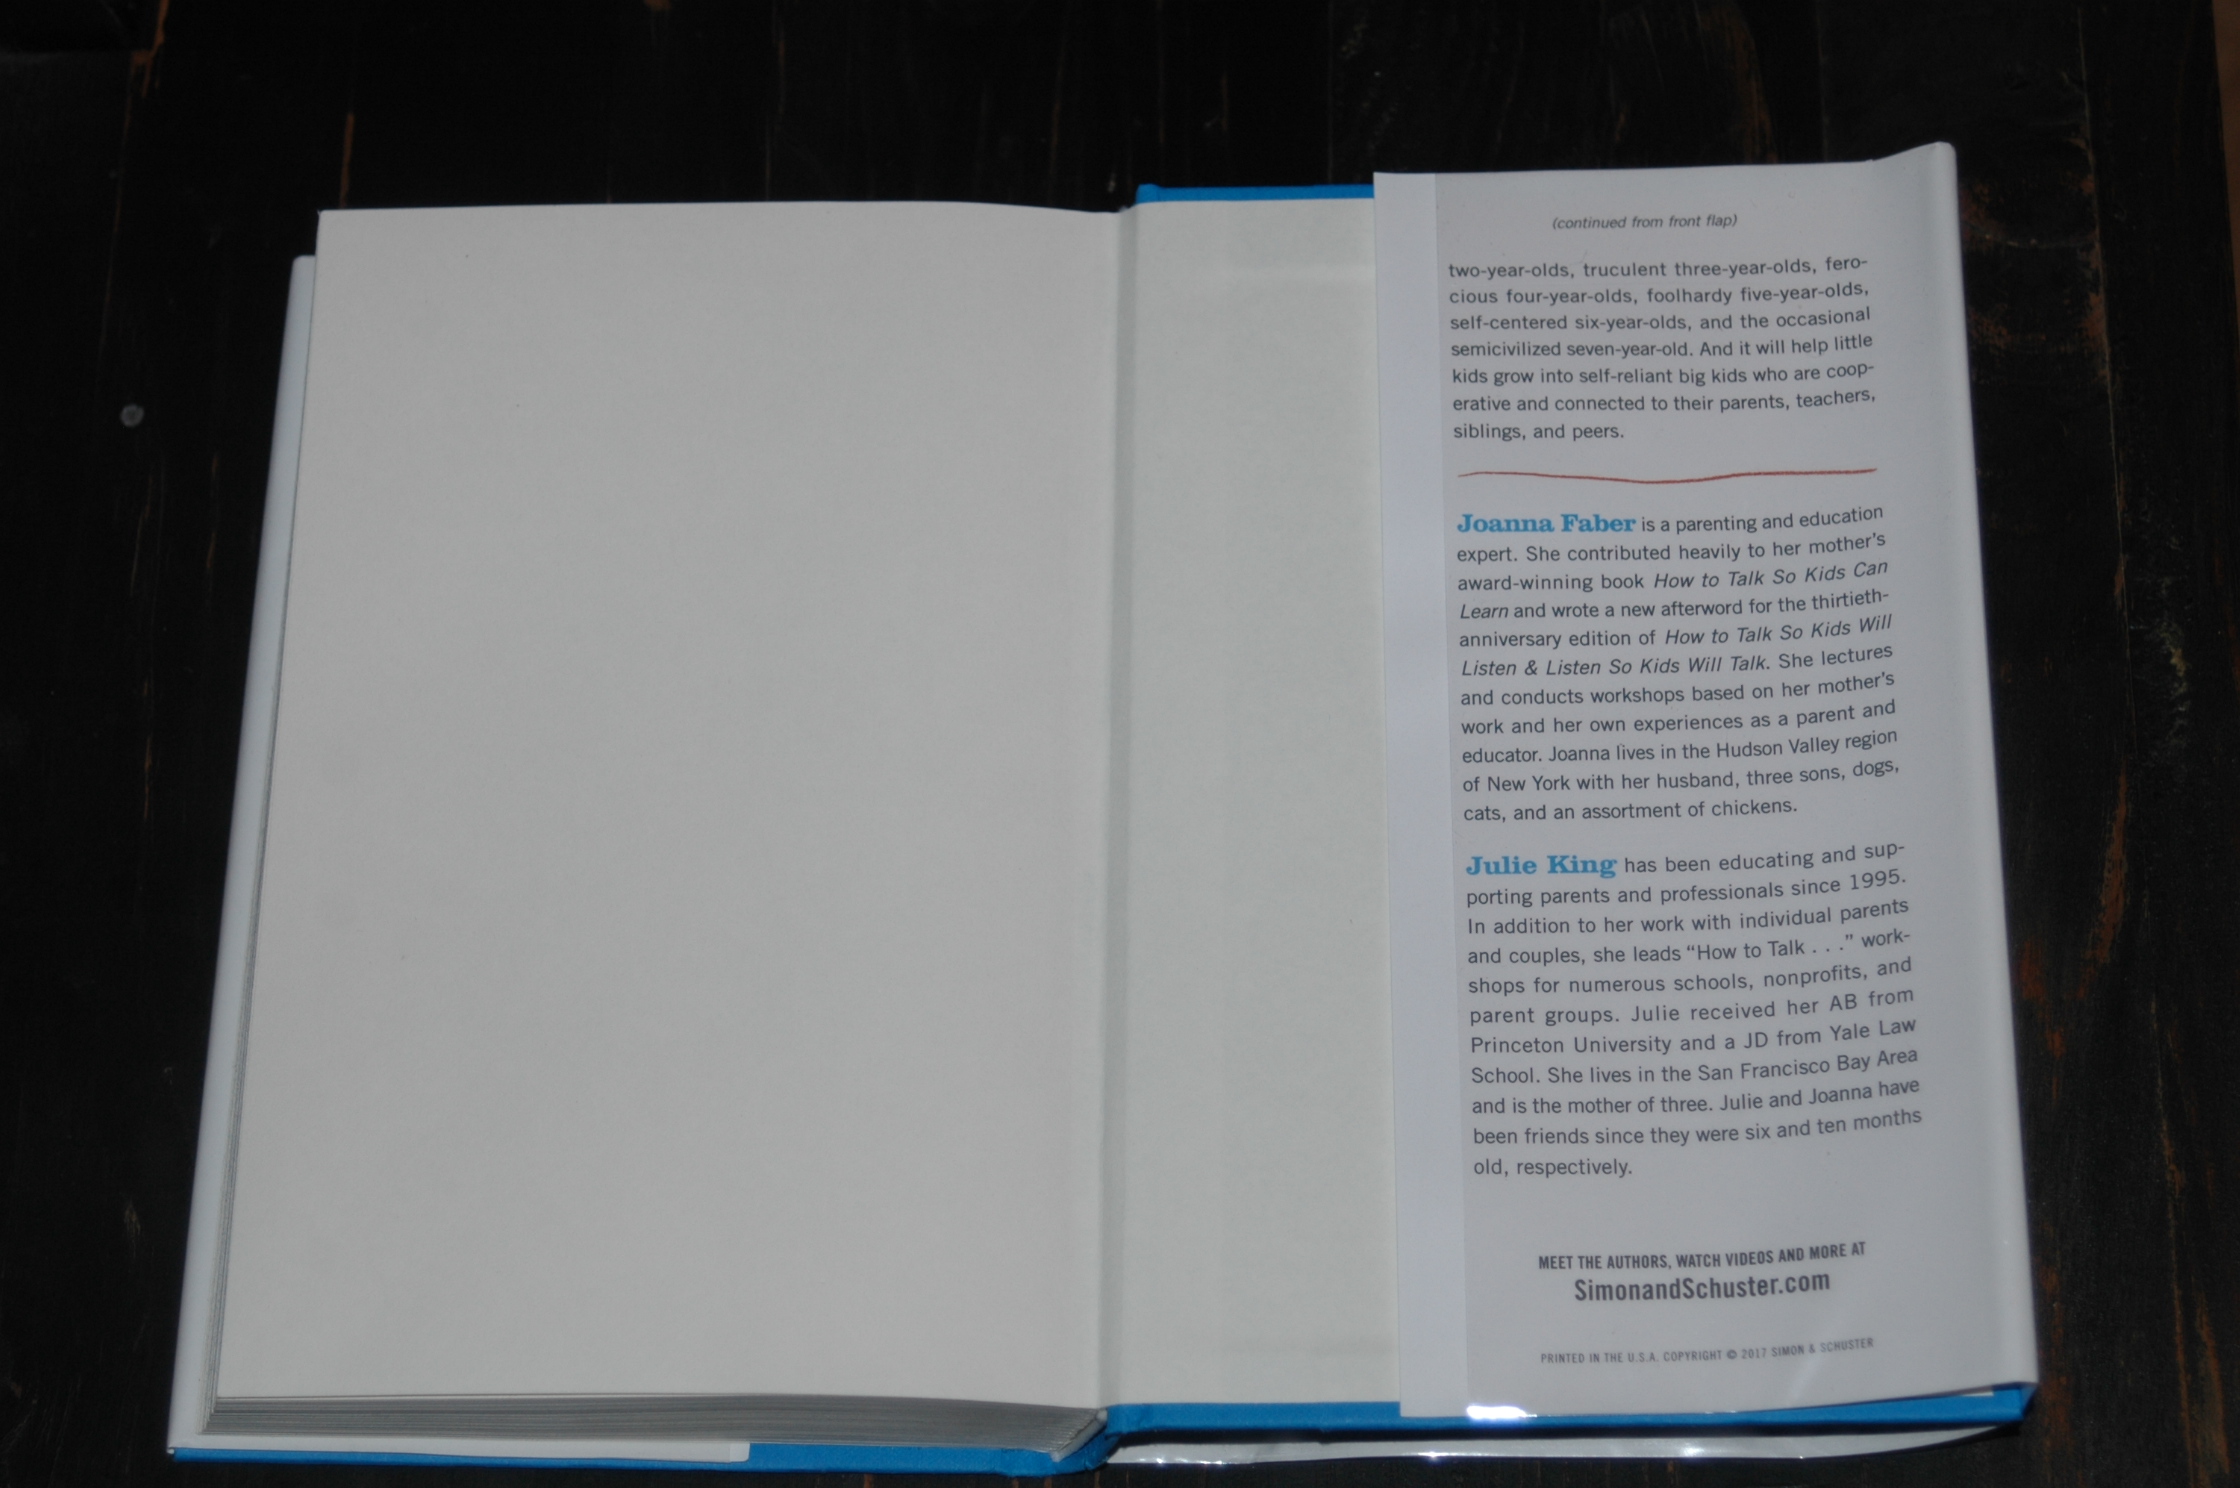 (continued from front flap)
two-year-olds, truculent three-year-olds, fero-
cious four-year-olds, foolhardy five-year-olds,
self-centered six-year-olds, and the occasional
semicivilized seven-year-old. And it will help little
kids grow into self-reliant big kids who are coop-
erative and connected to their parents, teachers,
siblings, and peers.
Joanna Faber is a parenting and education
expert. She contributed heavily to her mother's
award-winning book How to Talk So Kids Can
Learn and wrote a new afterword for the thirtieth-
anniversary edition of How to Talk So Kids Will
Listen & Listen So Kids Will Talk. She lectures
and conducts workshops based on her mother's
work and her own experiences as a parent and
educator. Joanna lives in the Hudson Valley region
of New York with her husband, three sons, dogs,
cats, and an assortment of chickens.
Julie King has been educating and sup-
porting parents and professionals since 1995.
In addition to her work with individual parents
and couples, she leads “How to Talk . . .” work-
shops for numerous schools, nonprofits, and
parent groups. Julie received her AB from
Princeton University and a JD from Yale Law
School. She lives in the San Francisco Bay Area
and is the mother of three. Julie and Joanna have
been friends since they were six and ten months
old, respectively.
MEET THE AUTHORS, WATCH VIDEOS AND MORE AT
SimonandSchuster.com
PRINTED IN THE U.S.A. COPYRIGHT © 2017 SIMON & SCHUSTER